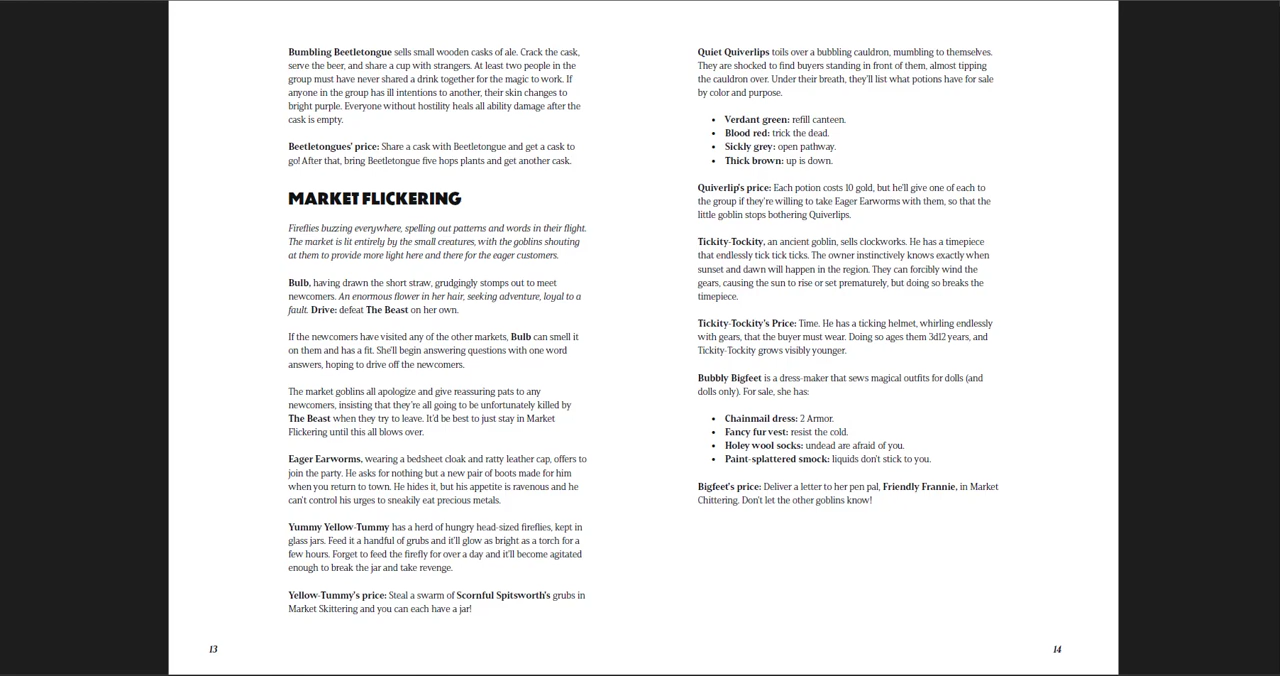 Bumbling Beetletongue sells small wooden casks of ale. Crack the cask,
serve the beer, and share a cup with strangers. At least two people in the
group must have never shared a drink together for the magic to work. If
anyone in the group has ill intentions to another, their skin changes to
bright purple. Everyone without hostility heals all ability damage after the
cask is empty.
Beetletongues' price: Share a cask with Beetletongue and get a cask to
go! After that, bring Beetletongue five hops plants and get another cask.
MARKET FLICKERING
Fireflies buzzing everywhere, spelling out patterns and words in their flight.
The market is lit entirely by the small creatures, with the goblins shouting
at them to provide more light here and there for the eager customers.
Bulb, having drawn the short straw, grudgingly stomps out to meet
newcomers. An enormous flower in her hair, seeking adventure, loyal to a
fault. Drive: defeat The Beast on her own.
If the newcomers have visited any of the other markets, Bulb can smell it
on them and has a fit. She'll begin answering questions with one word
answers, hoping to drive off the newcomers.
The market goblins all apologize and give reassuring pats to any
newcomers, insisting that they're all going to be unfortunately killed by
The Beast when they try to leave. It'd be best to just stay in Market
Flickering until this all blows over.
Eager Earworms, wearing a bedsheet cloak and ratty leather cap, offers to
join the party. He asks for nothing but a new pair of boots made for him
when you return to town. He hides it, but his appetite is ravenous and he
can't control his urges to sneakily eat precious metals.
Yummy Yellow-Tummy has a herd of hungry head-sized fireflies, kept in
glass jars. Feed it a handful of grubs and it'll glow as bright as a torch for a
few hours. Forget to feed the firefly for over a day and it'll become agitated
enough to break the jar and take revenge.
Yellow-Tummy's price: Steal a swarm of Scornful Spitsworth's grubs in
Market Skittering and you can each have a jar!
13
Quiet Quiverlips toils over a bubbling cauldron, mumbling to themselves.
They are shocked to find buyers standing in front of them, almost tipping
the cauldron over. Under their breath, they'll list what potions have for sale
by color and purpose.
• Verdant green: refill canteen.
• Blood red: trick the dead.
• Sickly grey: open pathway.
• Thick brown: up is down.
Quiverlip's price: Each potion costs 10 gold, but he'll give one of each to
the group if they're willing to take Eager Earworms with them, so that the
little goblin stops bothering Quiverlips.
Tickity-Tockity, an ancient goblin, sells clockworks. He has a timepiece
that endlessly tick tick ticks. The owner instinctively knows exactly when
sunset and dawn will happen in the region. They can forcibly wind the
gears, causing the sun to rise or set prematurely, but doing so breaks the
timepiece.
Tickity-Tockity's Price: Time. He has a ticking helmet, whirling endlessly
with gears, that the buyer must wear. Doing so ages them 3d12 years, and
Tickity-Tockity grows visibly younger.
Bubbly Bigfeet is a dress-maker that sews magical outfits for dolls (and
dolls only). For sale, she has:
• Chainmail dress: 2 Armor.
• Fancy fur vest: resist the cold.
• Holey wool socks: undead are afraid of you.
• Paint-splattered smock: liquids don't stick to you.
Bigfeet's price: Deliver a letter to her pen pal, Friendly Frannie, in Market
Chittering. Don't let the other goblins know!
14